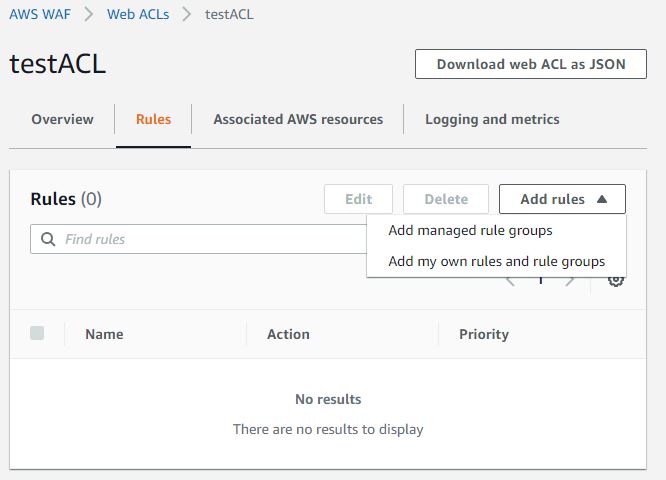 AWS WAF > Web ACLs > testACL
testACL
Download web ACL as JSON
Overview Rules Associated AWS resources Logging and metrics
Rules (0) Edit Delete Add rules
Find rules
Add managed rule groups
Add my own rules and rule groups
1
Name Action Priority
No results
There are no results to display